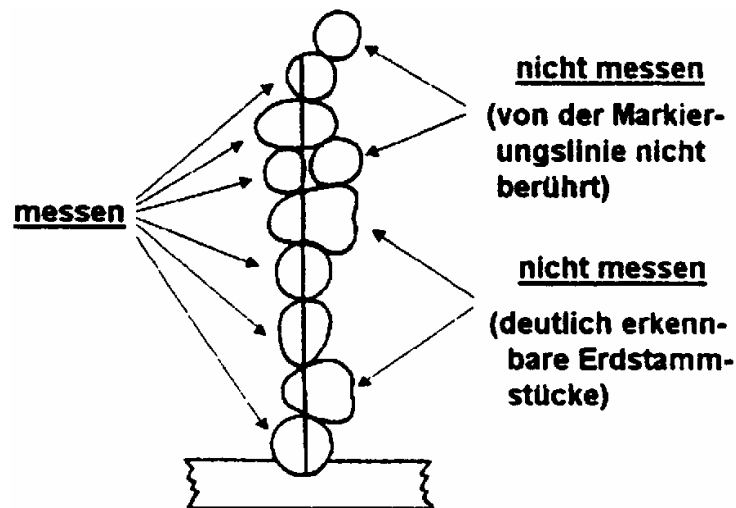 messen
nicht messen
(von der Markier-
ungslinie nicht
berührt)
nicht messen
(deutlich erkenn-
bare Erdstamm-
stücke)